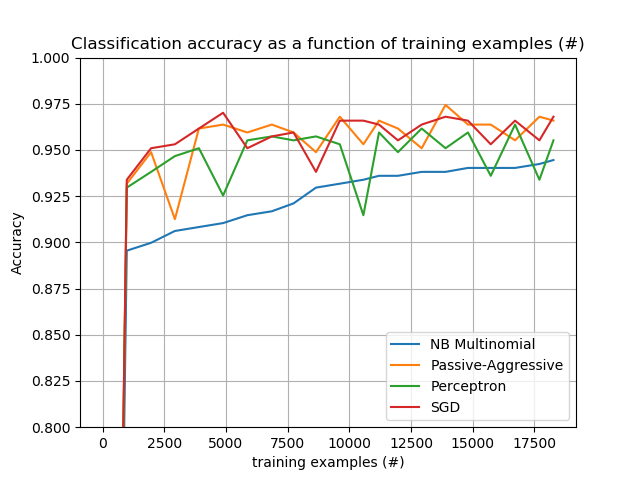 Classification accuracy as a function of training examples (#)
1.000
0.975
0.950
0.925
0.900
0.875
0.850
0.825
0.800
Accuracy
NB Multinomial
Passive-Aggressive
Perceptron
SGD
0 2500 5000 7500 10000 12500 15000 17500
training examples (#)